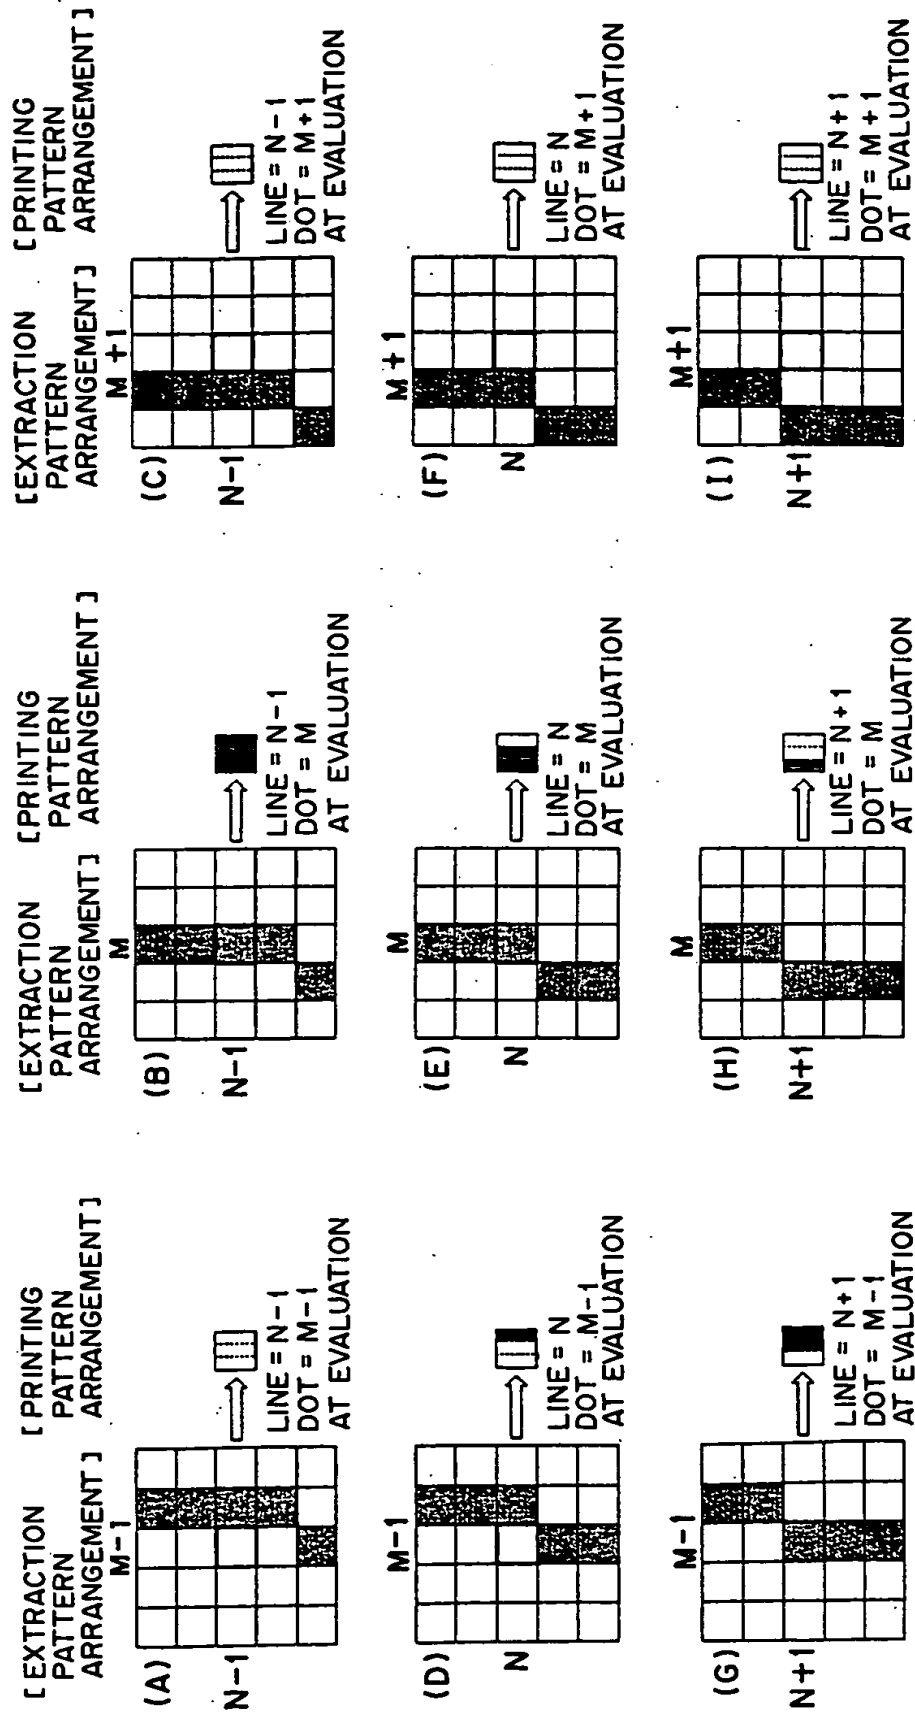 [EXTRACTION
PATTERN
ARRANGEMENT]
[PRINTING
PATTERN
ARRANGEMENT]
(A)
M-1
N-1
LINE = N-1
DOT = M-1
AT EVALUATION
[EXTRACTION
PATTERN
ARRANGEMENT]
[PRINTING
PATTERN
ARRANGEMENT]
(B)
M
N-1
LINE = N-1
DOT = M
AT EVALUATION
[EXTRACTION
PATTERN
ARRANGEMENT]
[PRINTING
PATTERN
ARRANGEMENT]
(C)
M+1
N-1
LINE = N-1
DOT = M+1
AT EVALUATION
(D)
M-1
N
LINE = N
DOT = M-1
AT EVALUATION
(E)
M
N
LINE = N
DOT = M
AT EVALUATION
(F)
M+1
N
LINE = N
DOT = M+1
AT EVALUATION
(G)
M-1
N+1
LINE = N+1
DOT = M-1
AT EVALUATION
(H)
M
N+1
LINE = N+1
DOT = M
AT EVALUATION
(I)
M+1
N+1
LINE = N+1
DOT = M+1
AT EVALUATION